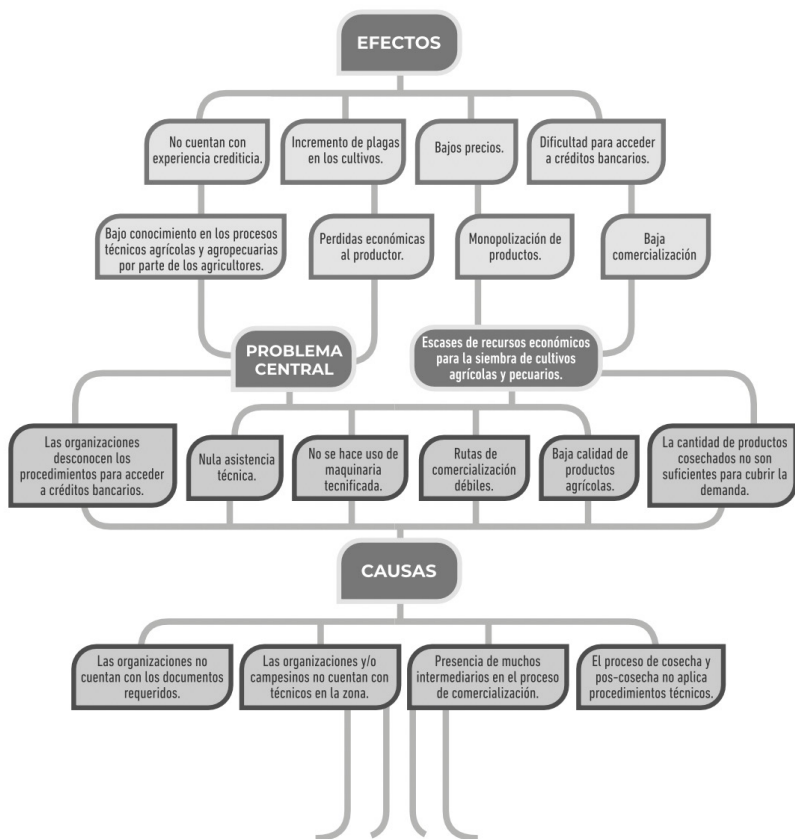 EFECTOS
No cuentan con
experiencia crediticia.
Incremento de plagas
en los cultivos.
Bajos precios.
Dificultad para acceder
a créditos bancarios.
Bajo conocimiento en los procesos
técnicos agrícolas y agropecuarias
por parte de los agricultores.
Perdidas económicas
al productor.
Monopolización de
productos.
Baja
comercialización
PROBLEMA
CENTRAL
Escases de recursos económicos
para la siembra de cultivos
agrícolas y pecuarios.
Las organizaciones
desconocen los
procedimientos para acceder
a créditos bancarios.
Nula asistencia
técnica.
No se hace uso de
maquinaria
tecnificada.
Rutas de
comercialización
débiles.
Baja calidad de
productos
agrícolas.
La cantidad de productos
cosechados no son
suficientes para cubrir la
demanda.
CAUSAS
Las organizaciones no
cuentan con los documentos
requeridos.
Las organizaciones y/o
campesinos no cuentan con
técnicos en la zona.
Presencia de muchos
intermediarios en el proceso
de comercialización.
El proceso de cosecha y
pos-cosecha no aplica
procedimientos técnicos.